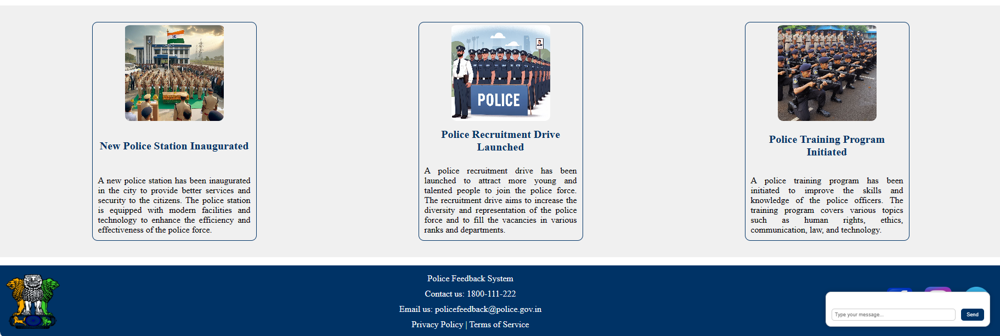 New Police Station Inaugurated
A new police station has been inaugurated
in the city to provide better services and
security to the citizens. The police station
is equipped with modern facilities and
technology to enhance the efficiency and
effectiveness of the police force.
POLICE
Police Recruitment Drive
Launched
A police recruitment drive has been
launched to attract more young and
talented people to join the police force.
The recruitment drive aims to increase the
diversity and representation of the police
force and to fill the vacancies in various
ranks and departments.
Police Training Program
Initiated
A police training program has been
initiated to improve the skills and
knowledge of the police officers. The
training program covers various topics
such as human rights, ethics,
communication, law, and technology.
Police Feedback System
Contact us: 1800-111-222
Email us: policefeedback@police.gov.in
Privacy Policy | Terms of Service
Type your message...
Send